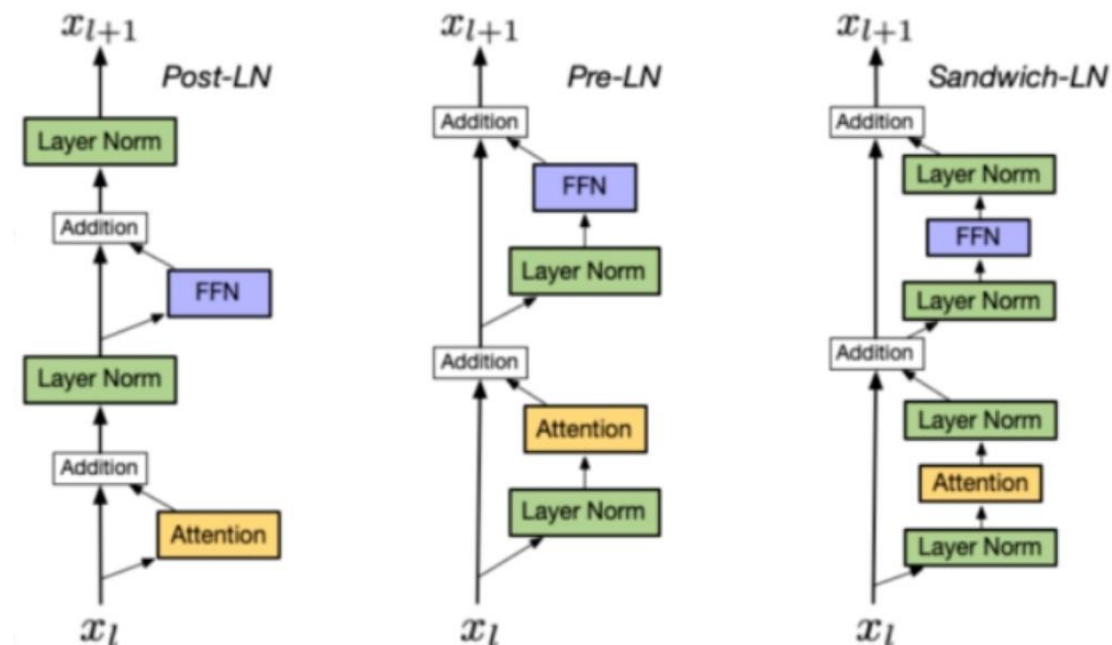 x_{l+1}
Post-LN
Layer Norm
Addition
FFN
Layer Norm
Addition
Attention
x_l
x_{l+1}
Pre-LN
Addition
FFN
Layer Norm
Addition
Attention
Layer Norm
x_l
x_{l+1}
Sandwich-LN
Addition
Layer Norm
FFN
Layer Norm
Addition
Layer Norm
Attention
Layer Norm
x_l